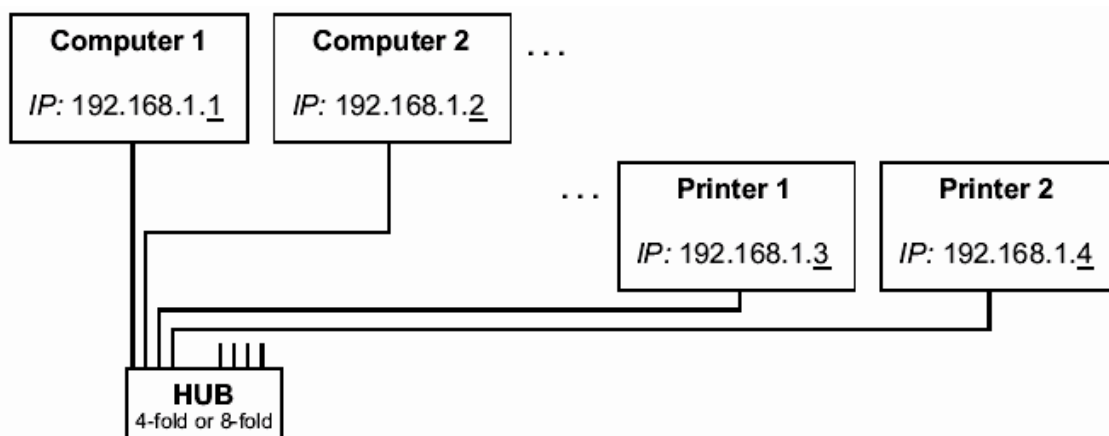 Computer 1
IP: 192.168.1.1
Computer 2
IP: 192.168.1.2
. . .
. . .
Printer 1
IP: 192.168.1.3
Printer 2
IP: 192.168.1.4
HUB
4-fold or 8-fold